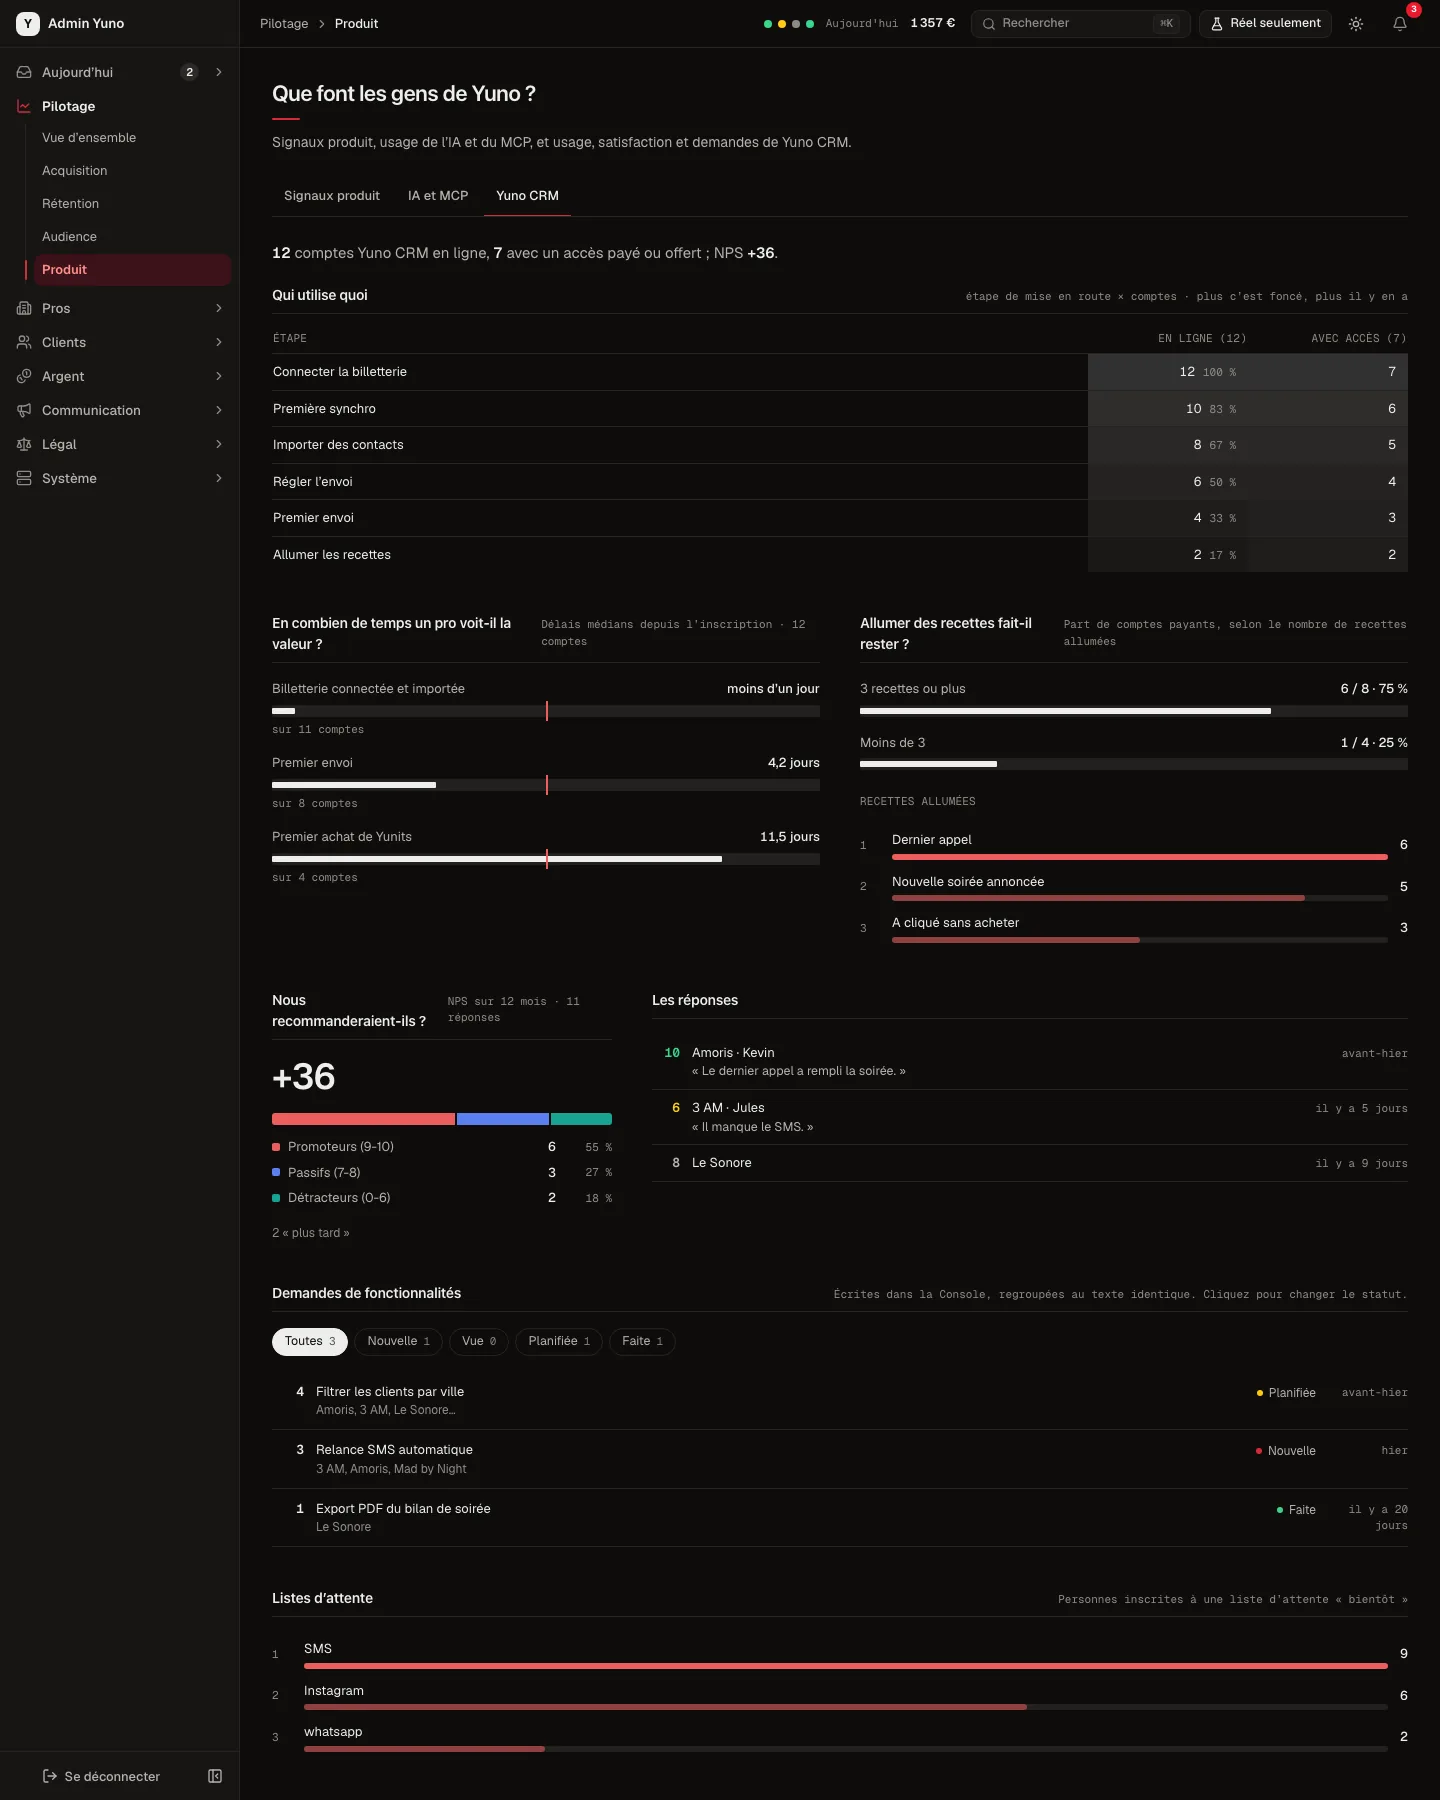 Y Admin Yuno
Pilotage > Produit
Aujourd'hui 1 357 €
Rechercher ⌘K
Réel seulement
3
Aujourd'hui 2
Pilotage
Vue d'ensemble
Acquisition
Rétention
Audience
Produit
Pros
Clients
Argent
Communication
Légal
Système
Se déconnecter
Que font les gens de Yuno ?
Signaux produit, usage de l'IA et du MCP, et usage, satisfaction et demandes de Yuno CRM.
Signaux produit IA et MCP Yuno CRM
12 comptes Yuno CRM en ligne, 7 avec un accès payé ou offert ; NPS +36.
Qui utilise quoi
étape de mise en route × comptes · plus c'est foncé, plus il y en a
ÉTAPE EN LIGNE (12) AVEC ACCÈS (7)
Connecter la billetterie 12 100 % 7
Première synchro 10 83 % 6
Importer des contacts 8 67 % 5
Régler l'envoi 6 50 % 4
Premier envoi 4 33 % 3
Allumer les recettes 2 17 % 2
En combien de temps un pro voit-il la
valeur ?
Délais médians depuis l'inscription · 12
comptes
Billetterie connectée et importée moins d'un jour
sur 11 comptes
Premier envoi 4,2 jours
sur 8 comptes
Premier achat de Yunits 11,5 jours
sur 4 comptes
Allumer des recettes fait-il
rester ?
Part de comptes payants, selon le nombre de recettes
allumées
3 recettes ou plus 6 / 8 · 75 %
Moins de 3 1 / 4 · 25 %
RECETTES ALLUMÉES
1 Dernier appel 6
2 Nouvelle soirée annoncée 5
3 A cliqué sans acheter 3
Nous
recommanderaient-ils ?
NPS sur 12 mois · 11
réponses
+36
Promoteurs (9-10) 6 55 %
Passifs (7-8) 3 27 %
Détracteurs (0-6) 2 18 %
2 « plus tard »
Les réponses
10 Amoris · Kevin avant-hier
« Le dernier appel a rempli la soirée. »
6 3 AM · Jules il y a 5 jours
« Il manque le SMS. »
8 Le Sonore il y a 9 jours
Demandes de fonctionnalités
Écrites dans la Console, regroupées au texte identique. Cliquez pour changer le statut.
Toutes 3 Nouvelle 1 Vue 0 Planifiée 1 Faite 1
4 Filtrer les clients par ville Planifiée avant-hier
Amoris, 3 AM, Le Sonore…
3 Relance SMS automatique Nouvelle hier
3 AM, Amoris, Mad by Night
1 Export PDF du bilan de soirée Faite il y a 20
jours
Le Sonore
Listes d'attente
Personnes inscrites à une liste d'attente « bientôt »
1 SMS 9
2 Instagram 6
3 whatsapp 2